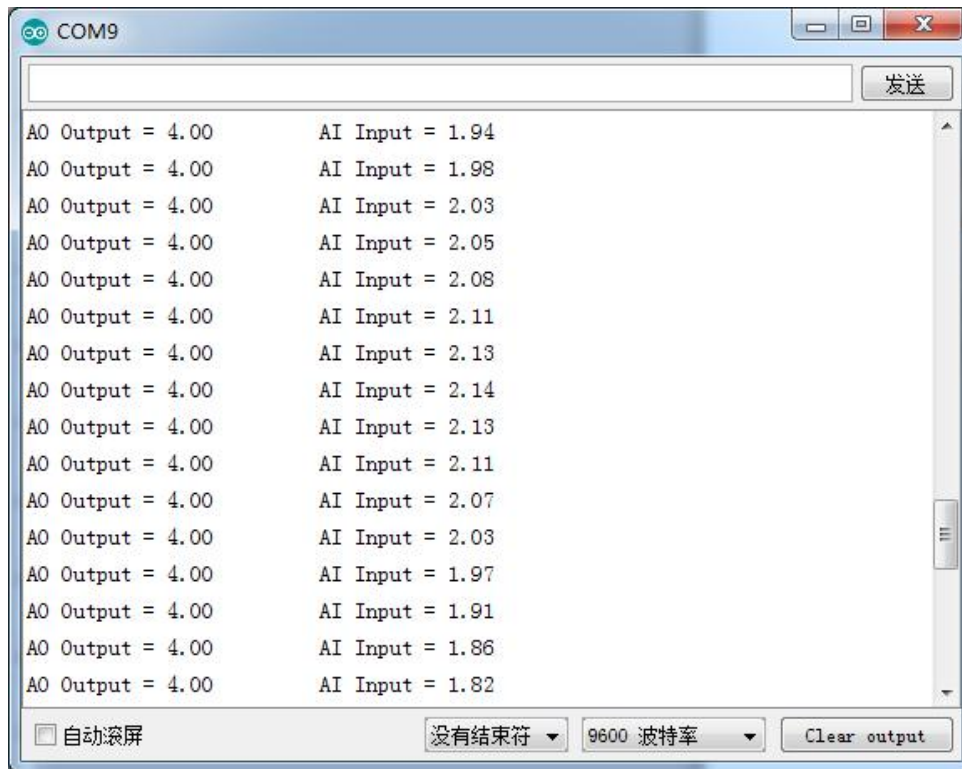 COM9
发送
AO Output = 4.00 AI Input = 1.94
AO Output = 4.00 AI Input = 1.98
AO Output = 4.00 AI Input = 2.03
AO Output = 4.00 AI Input = 2.05
AO Output = 4.00 AI Input = 2.08
AO Output = 4.00 AI Input = 2.11
AO Output = 4.00 AI Input = 2.13
AO Output = 4.00 AI Input = 2.14
AO Output = 4.00 AI Input = 2.13
AO Output = 4.00 AI Input = 2.11
AO Output = 4.00 AI Input = 2.07
AO Output = 4.00 AI Input = 2.03
AO Output = 4.00 AI Input = 1.97
AO Output = 4.00 AI Input = 1.91
AO Output = 4.00 AI Input = 1.86
AO Output = 4.00 AI Input = 1.82
自动滚屏 没有结束符 9600 波特率 Clear output